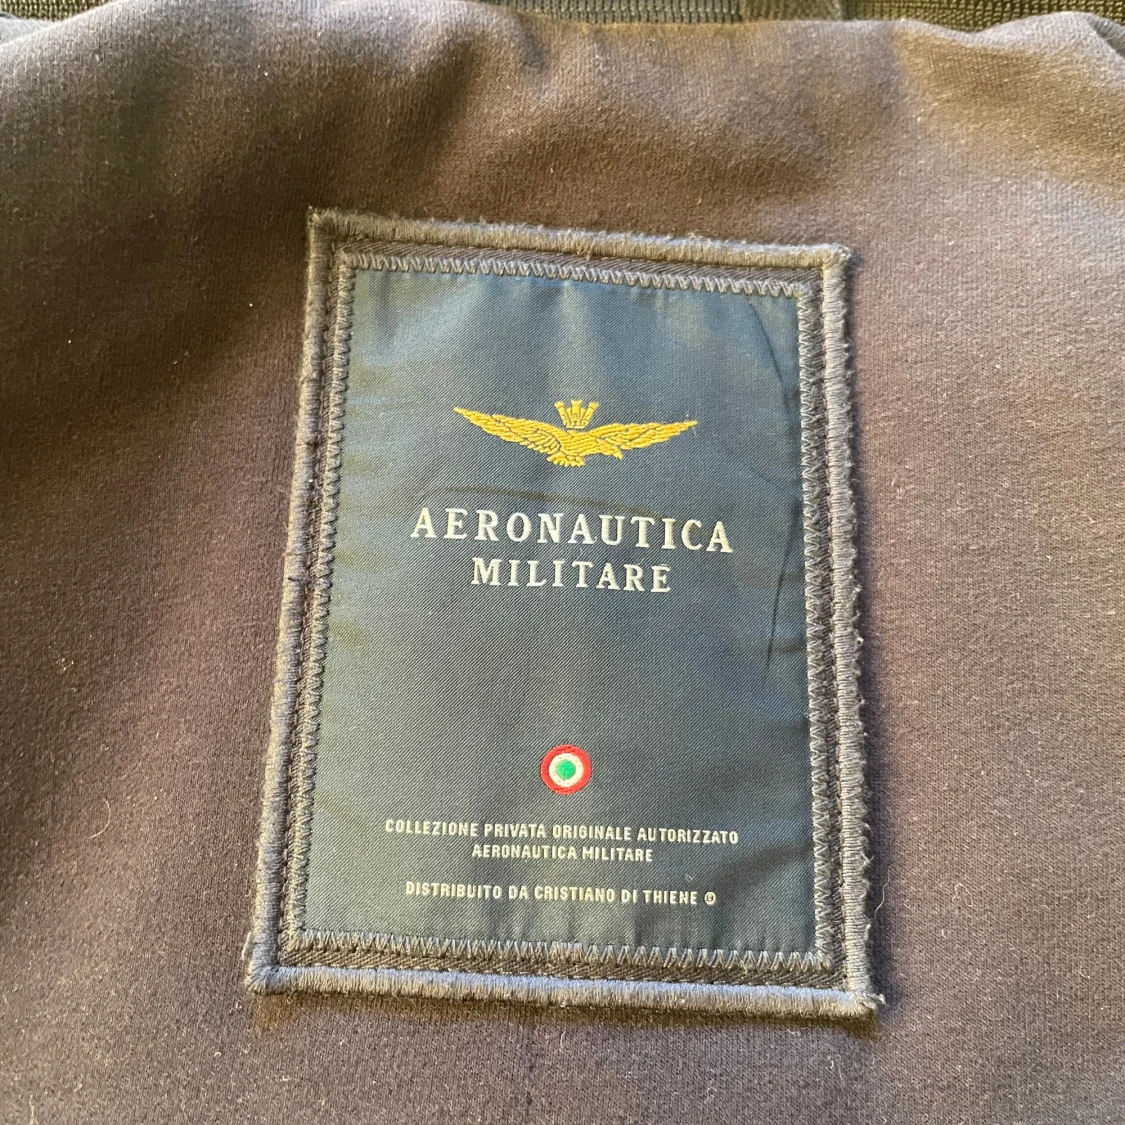 AERONAUTICA
MILITARE
COLLEZIONE PRIVATA ORIGINALE AUTORIZZATO
AERONAUTICA MILITARE
DISTRIBUITO DA CRISTIANO DI THIENE ®